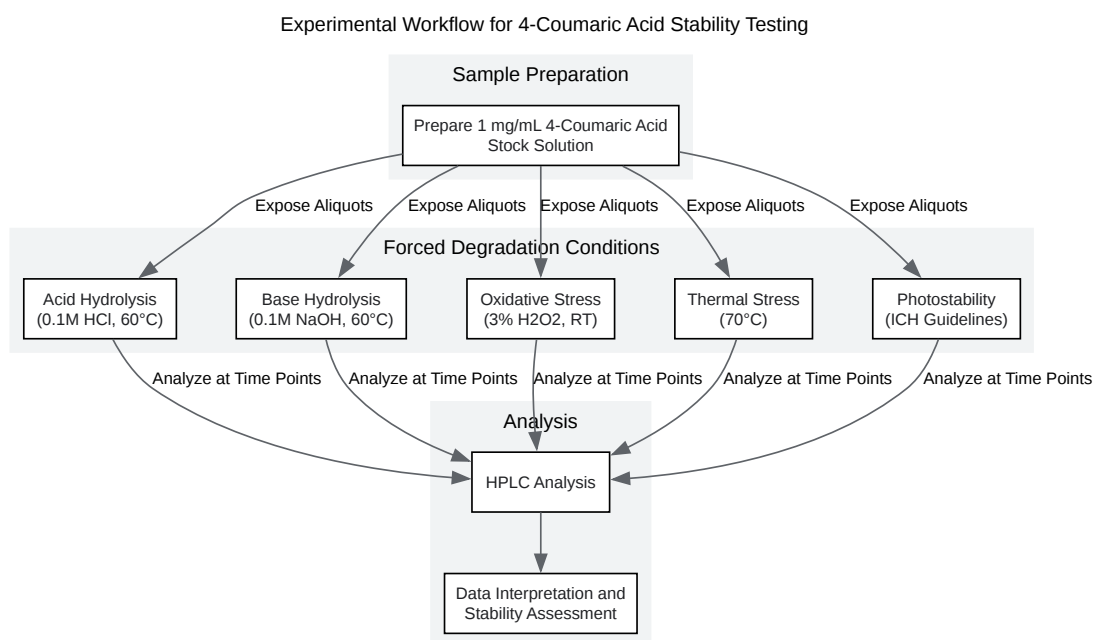 Experimental Workflow for 4-Coumaric Acid Stability Testing
Sample Preparation
Prepare 1 mg/mL 4-Coumaric Acid
Stock Solution
Expose Aliquots
Expose Aliquots
Expose Aliquots
Expose Aliquots
Expose Aliquots
Forced Degradation Conditions
Acid Hydrolysis
(0.1M HCl, 60°C)
Base Hydrolysis
(0.1M NaOH, 60°C)
Oxidative Stress
(3% H2O2, RT)
Thermal Stress
(70°C)
Photostability
(ICH Guidelines)
Analyze at Time Points
Analyze at Time Points
Analyze at Time Points
Analyze at Time Points
Analyze at Time Points
Analysis
HPLC Analysis
Data Interpretation and
Stability Assessment